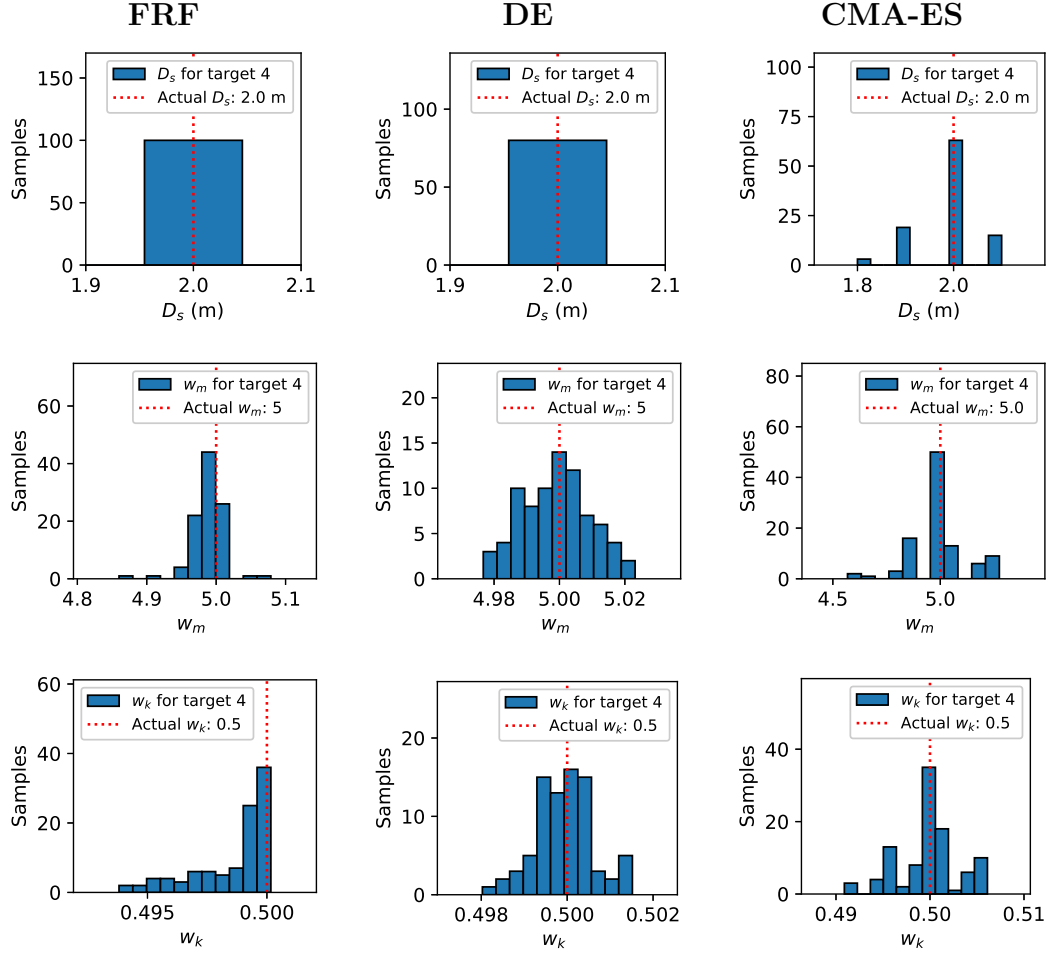 FRF DE CMA-ES
150
100
50
0
Samples
D_s for target 4
Actual D_s: 2.0 m
1.9 2.0 2.1
D_s (m)
100
75
50
25
0
Samples
D_s for target 4
Actual D_s: 2.0 m
1.9 2.0 2.1
D_s (m)
100
75
50
25
0
Samples
D_s for target 4
Actual D_s: 2.0 m
1.8 2.0
D_s (m)
60
40
20
0
Samples
w_m for target 4
Actual w_m: 5
4.8 4.9 5.0 5.1
w_m
20
15
10
5
0
Samples
w_m for target 4
Actual w_m: 5
4.98 5.00 5.02
w_m
80
60
40
20
0
Samples
w_m for target 4
Actual w_m: 5.0
4.5 5.0
w_m
60
40
20
0
Samples
w_k for target 4
Actual w_k: 0.5
0.495 0.500
w_k
20
10
0
Samples
w_k for target 4
Actual w_k: 0.5
0.498 0.500 0.502
w_k
40
20
0
Samples
w_k for target 4
Actual w_k: 0.5
0.49 0.50 0.51
w_k